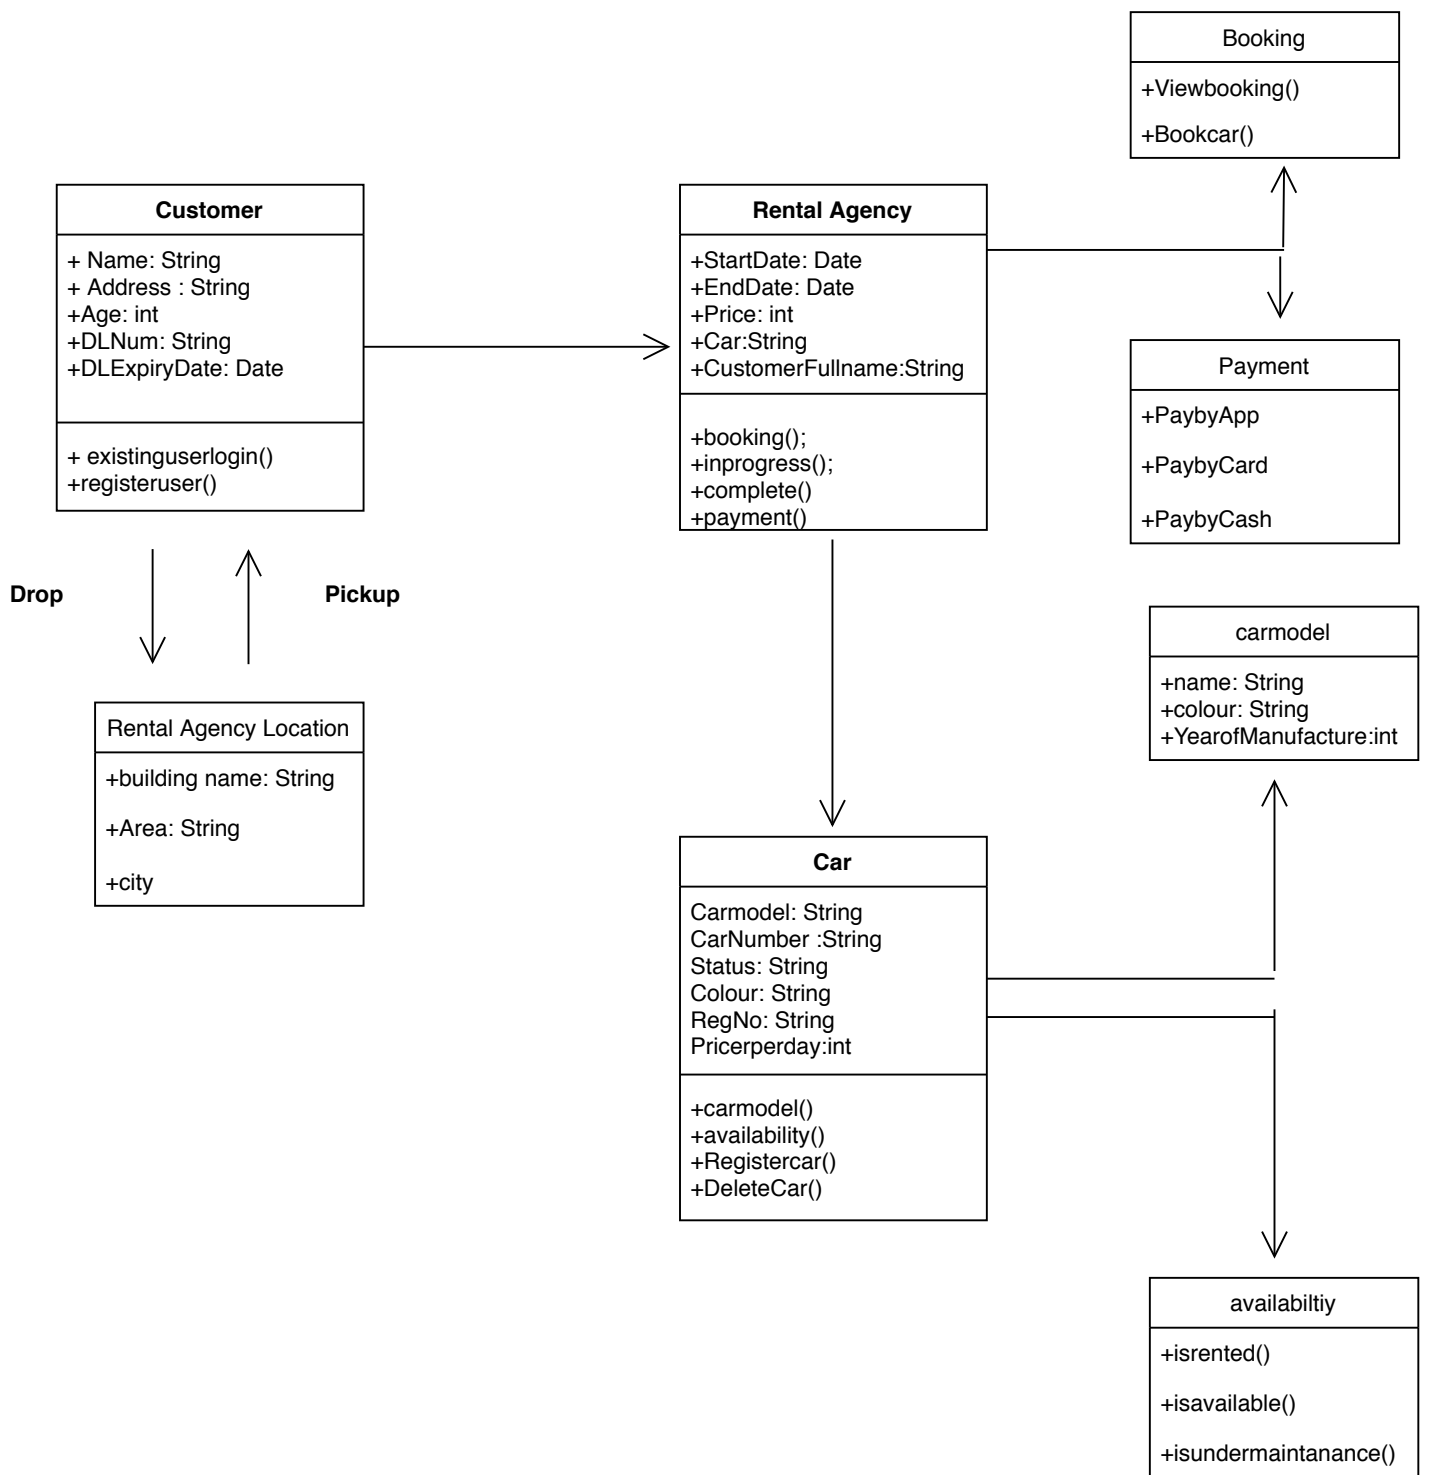 Booking
+Viewbooking()
+Bookcar()
Customer
+ Name: String
+ Address : String
+Age: int
+DLNum: String
+DLExpiryDate: Date
+ existinguserlogin()
+registeruser()
Rental Agency
+StartDate: Date
+EndDate: Date
+Price: int
+Car:String
+CustomerFullname:String
+booking();
+inprogress();
+complete()
+payment()
Payment
+PaybyApp
+PaybyCard
+PaybyCash
Drop
Pickup
Rental Agency Location
+building name: String
+Area: String
+city
carmodel
+name: String
+colour: String
+YearofManufacture:int
Car
Carmodel: String
CarNumber :String
Status: String
Colour: String
RegNo: String
Pricerperday:int
+carmodel()
+availability()
+Registercar()
+DeleteCar()
availabiltiy
+isrented()
+isavailable()
+isundermaintanance()